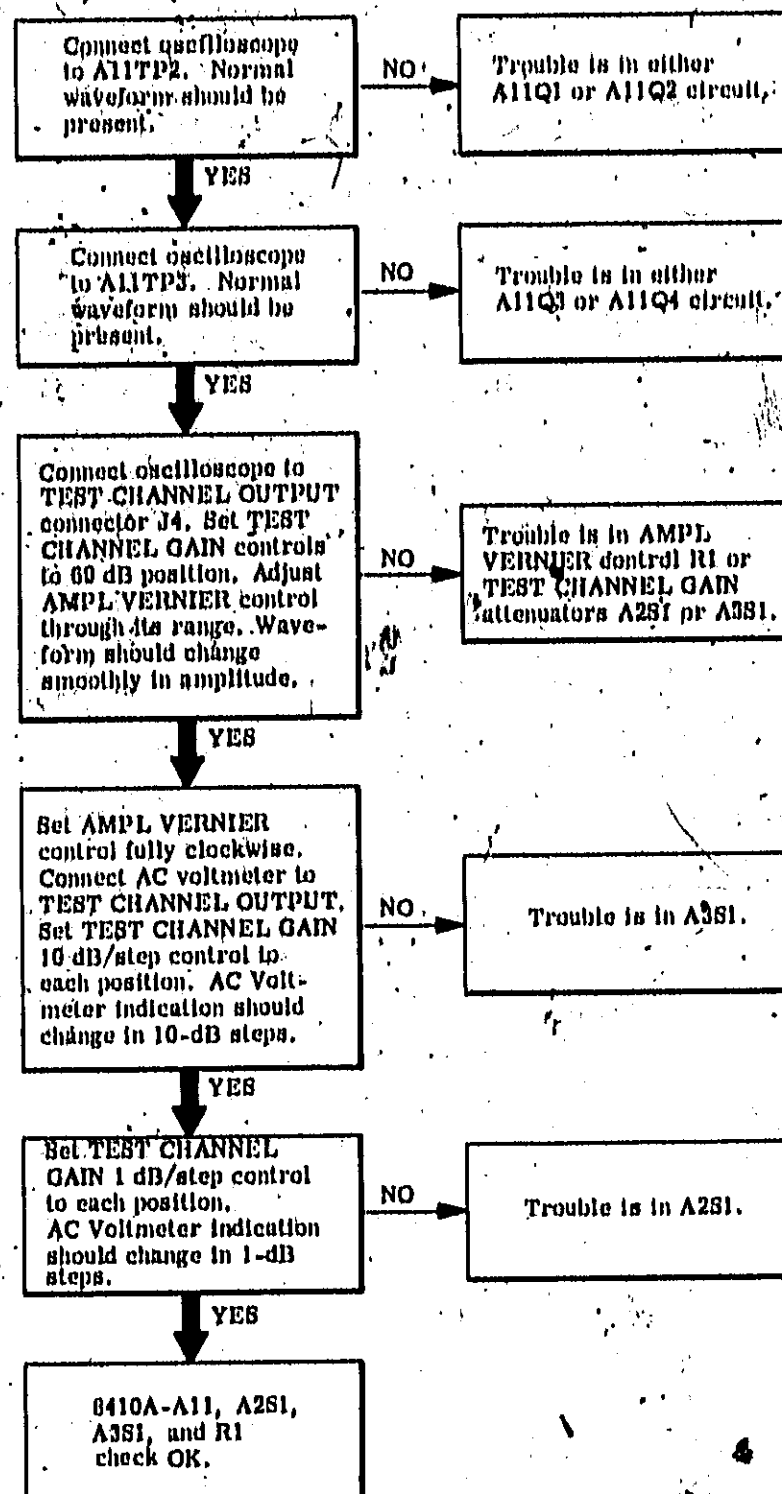 Connect oscilloscope
to A11TP2. Normal
waveform should be
present.
NO
Trouble is in either
A11Q1 or A11Q2 circuit.
YES
Connect oscilloscope
to A11TP3. Normal
waveform should be
present.
NO
Trouble is in either
A11Q3 or A11Q4 circuit.
YES
Connect oscilloscope to
TEST CHANNEL OUTPUT
connector J4. Set TEST
CHANNEL GAIN controls
to 60 dB position. Adjust
AMPL VERNIER control
through its range. Wave-
form should change
smoothly in amplitude.
NO
Trouble is in AMPL
VERNIER control R1 or
TEST CHANNEL GAIN
attenuators A2S1 or A3S1.
YES
Set AMPL VERNIER
control fully clockwise.
Connect AC voltmeter to
TEST CHANNEL OUTPUT.
Set TEST CHANNEL GAIN
10 dB/step control to
each position. AC Volt-
meter indication should
change in 10-dB steps.
NO
Trouble is in A3S1.
YES
Set TEST CHANNEL
GAIN 1 dB/step control
to each position.
AC Voltmeter indication
should change in 1-dB
steps.
NO
Trouble is in A2S1.
YES
8410A-A11, A2S1,
A3S1, and R1
check OK.